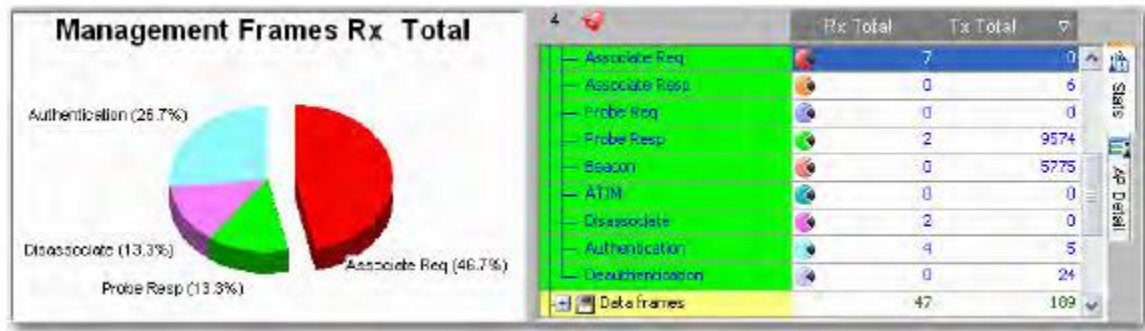 Management Frames Rx Total
Authentication (26.7%)
Disassociate (13.3%)
Probe Resp (13.3%)
Associate Req (46.7%)
4 Rx Total Tx Total
Associate Req 7 0
Associate Resp 0 6
Probe Req 0 0
Probe Resp 2 9574
Beacon 0 5775
ATIM 0 0
Disassociate 2 0
Authentication 4 5
Deauthentication 0 24
Data frames 47 189
Stats
AP Detail